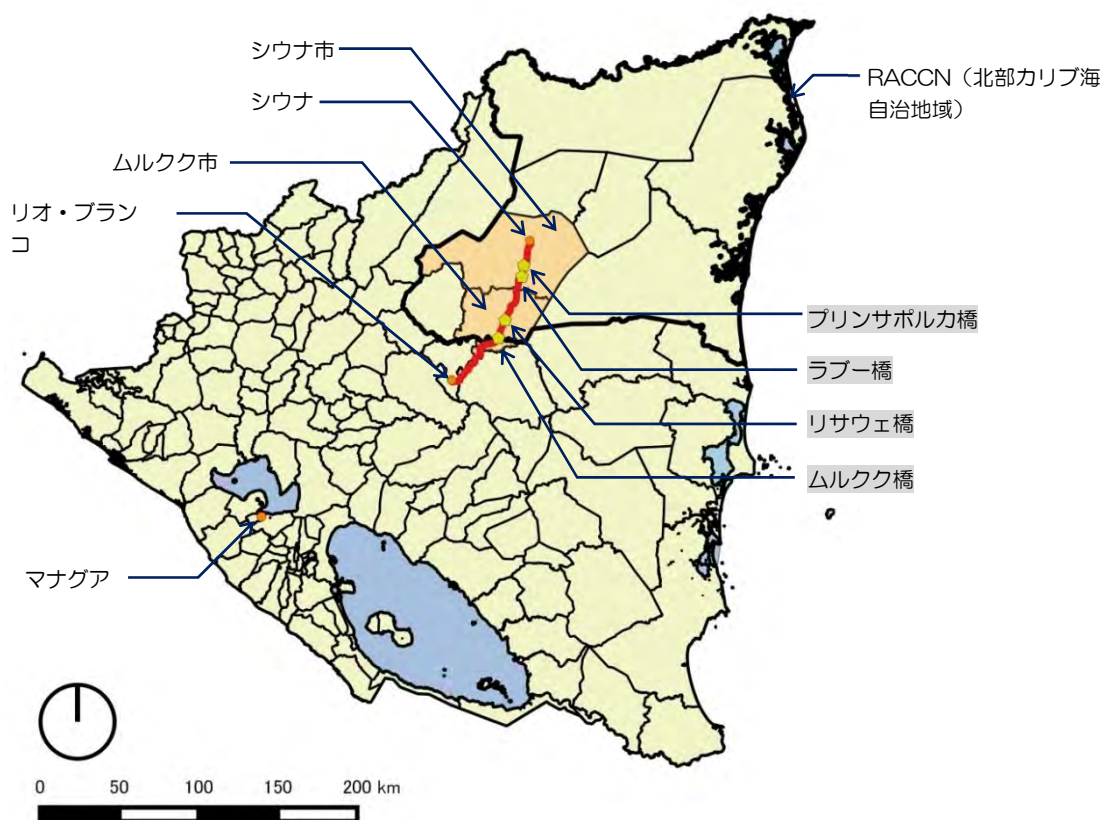 シウナ市
シウナ
ムルクク市
リオ・ブラン
コ
RACCN（北部カリブ海
自治地域）
プリンサポルカ橋
ラブー橋
リサウェ橋
ムルクク橋
マナグア
0 50 100 150 200 km